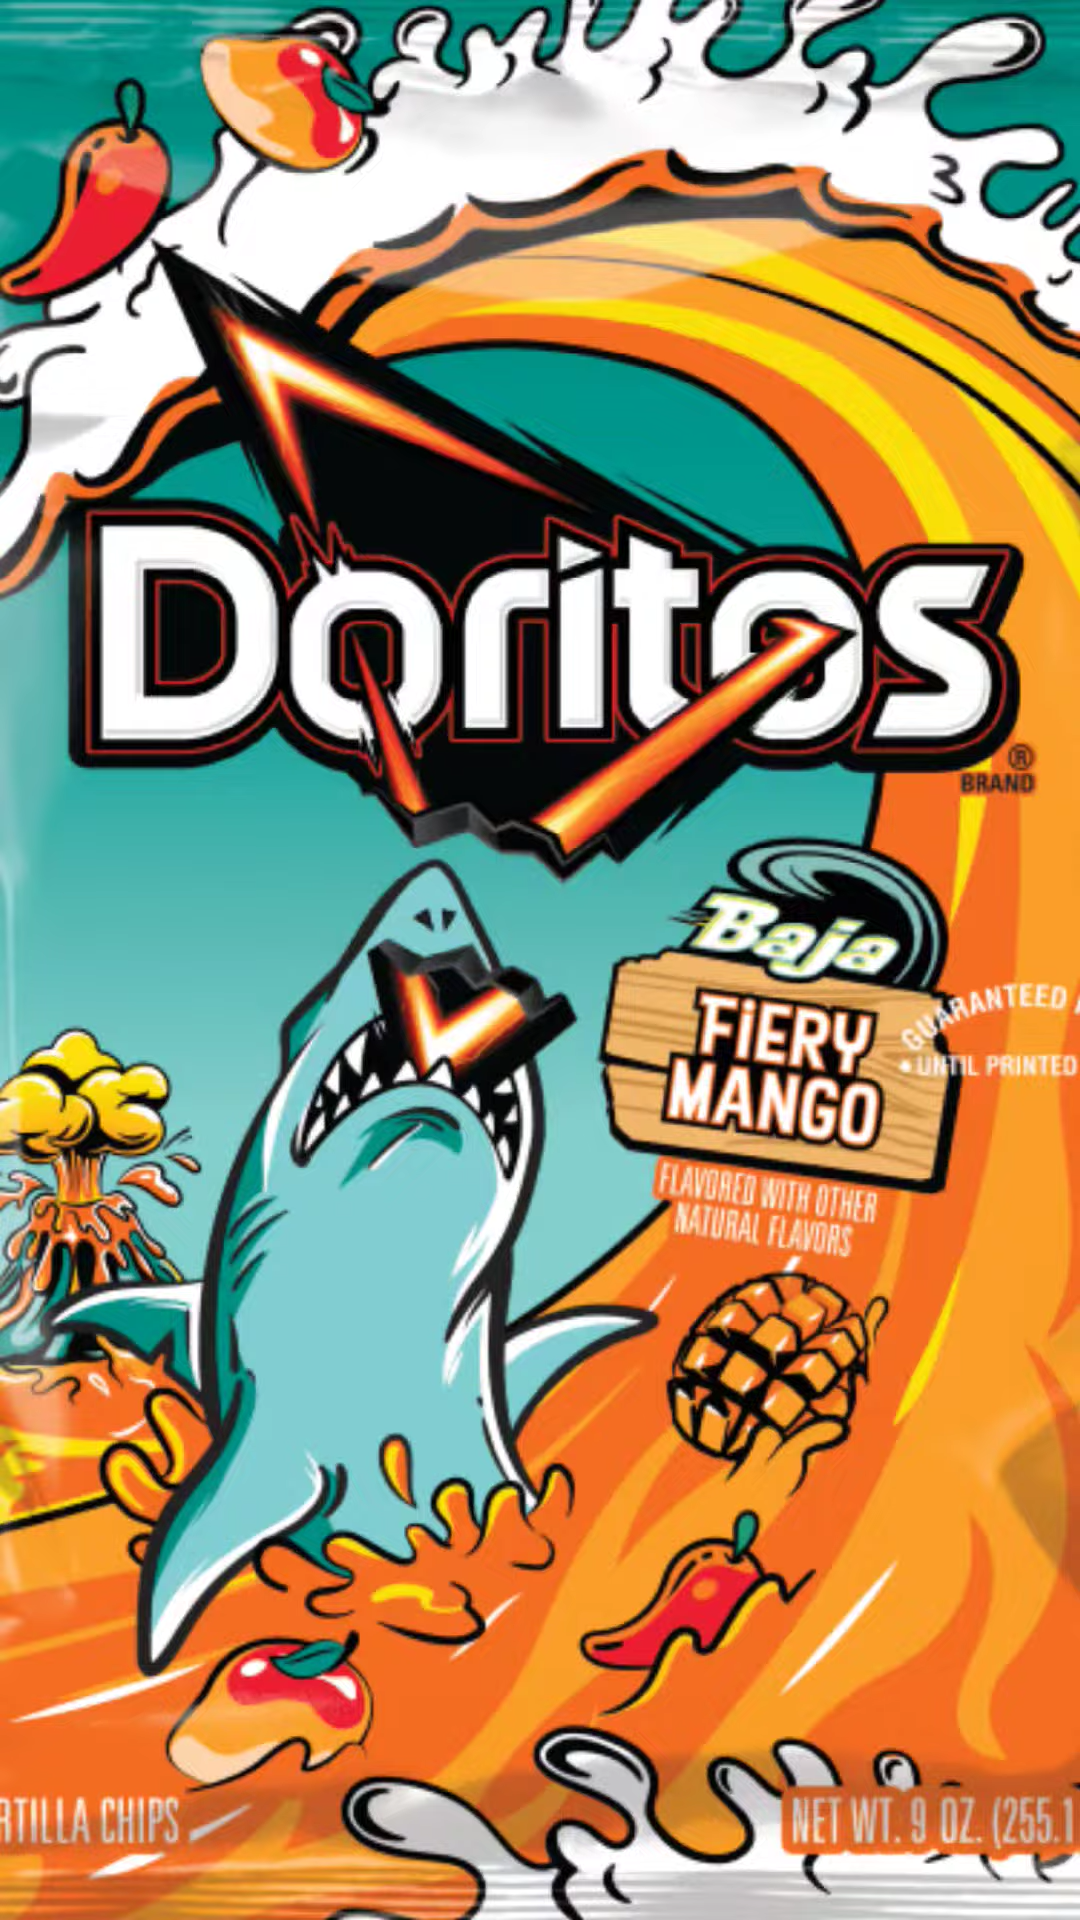 Doritos
®
BRAND
Baja
FiERY
MANGO
GUARANTEED
• UNTIL PRINTED
FLAVORED WITH OTHER
NATURAL FLAVORS
RTILLA CHIPS
NET WT. 9 OZ. (255.1